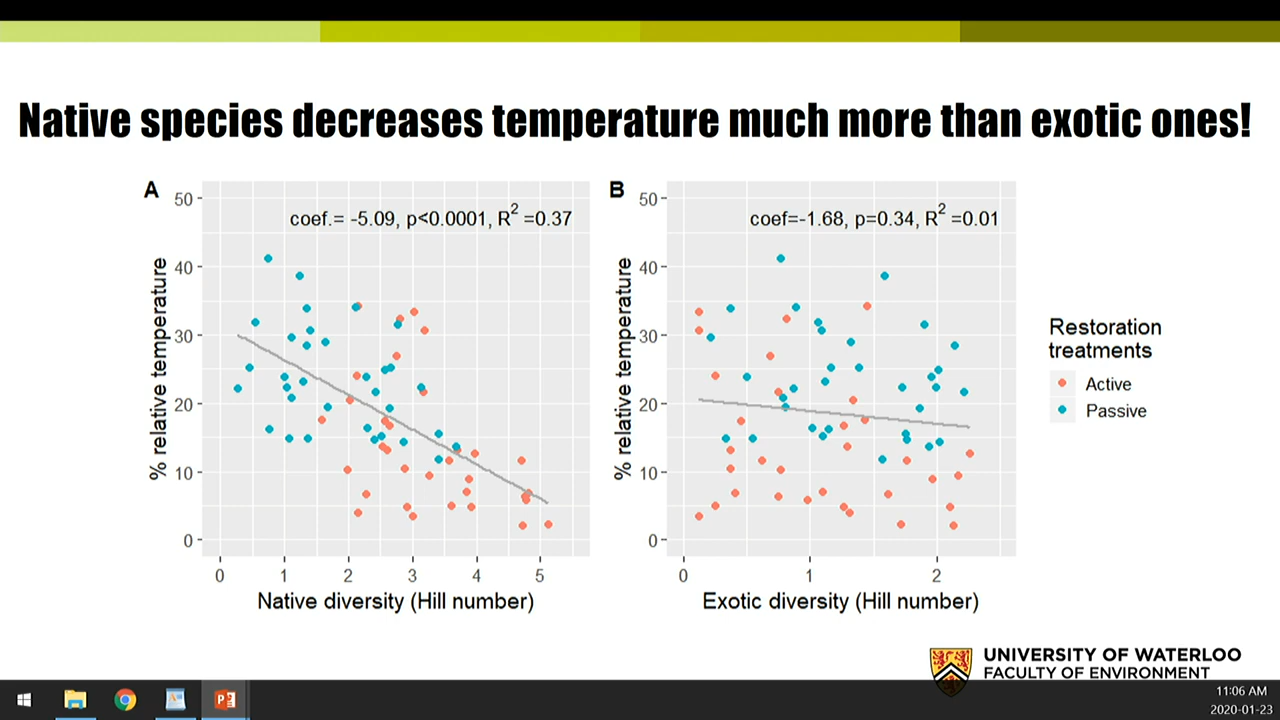 Native species decreases temperature much more than exotic ones!
A
coef.= -5.09, p<0.0001, R2 =0.37
% relative temperature
50
40
30
20
10
0
0 1 2 3 4 5
Native diversity (Hill number)
B
coef=-1.68, p=0.34, R2 =0.01
% relative temperature
50
40
30
20
10
0
0 1 2
Exotic diversity (Hill number)
Restoration
treatments
Active
Passive
UNIVERSITY OF WATERLOO
FACULTY OF ENVIRONMENT
11:06 AM
2020-01-23